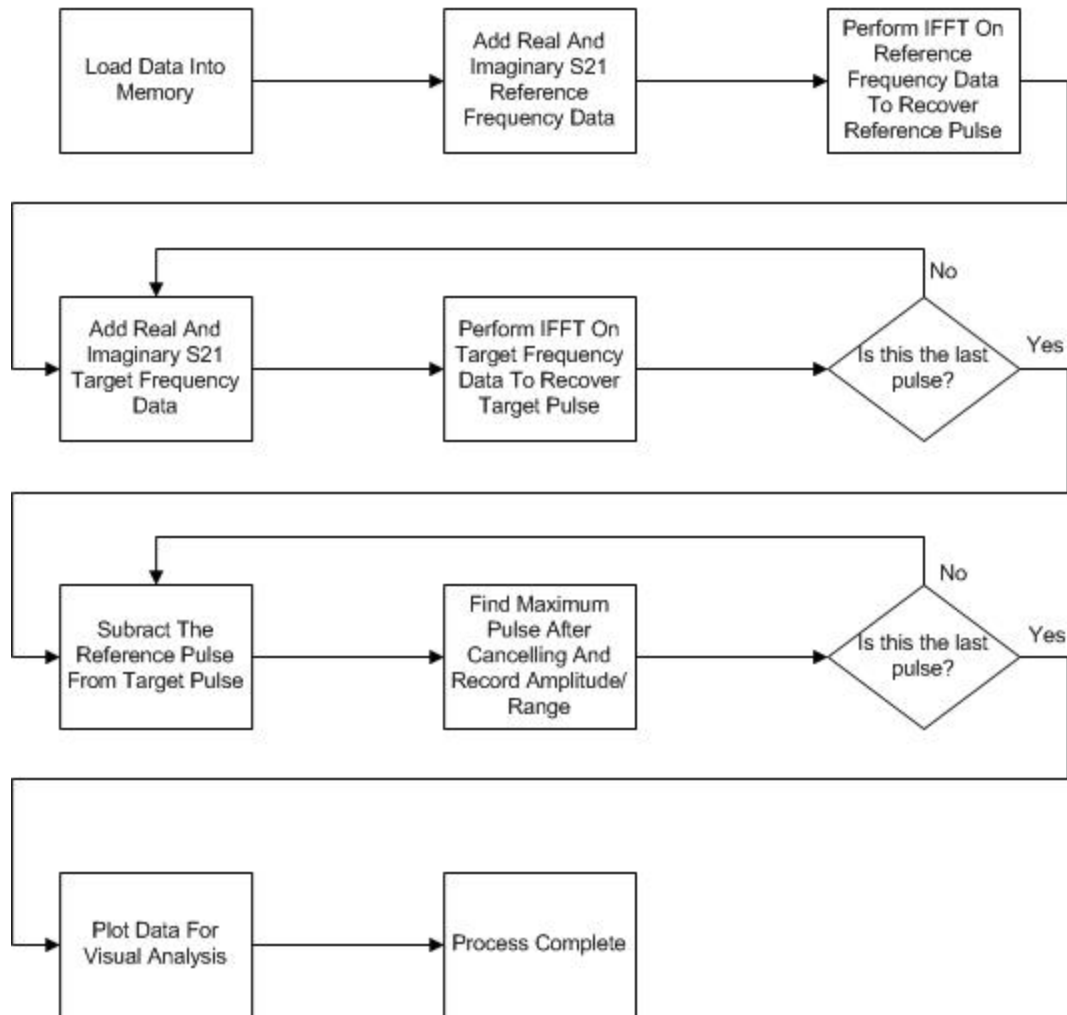 Load Data Into
Memory
Add Real And
Imaginary S21
Reference
Frequency Data
Perform IFFT On
Reference
Frequency Data
To Recover
Reference Pulse
No
Add Real And
Imaginary S21
Target Frequency
Data
Perform IFFT On
Target Frequency
Data To Recover
Target Pulse
Is this the last
pulse?
Yes
No
Subract The
Reference Pulse
From Target Pulse
Find Maximum
Pulse After
Cancelling And
Record Amplitude/
Range
Is this the last
pulse?
Yes
Plot Data For
Visual Analysis
Process Complete